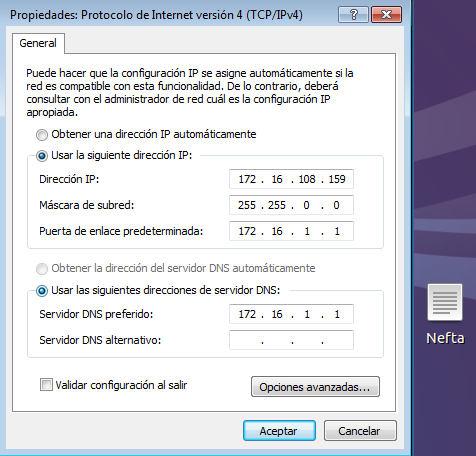 Propiedades: Protocolo de Internet versión 4 (TCP/IPv4)
General
Puede hacer que la configuración IP se asigne automáticamente si la
red es compatible con esta funcionalidad. De lo contrario, deberá
consultar con el administrador de red cuál es la configuración IP
apropiada.
Obtener una dirección IP automáticamente
Usar la siguiente dirección IP:
Dirección IP: 172 . 16 . 108 . 159
Máscara de subred: 255 . 255 . 0 . 0
Puerta de enlace predeterminada: 172 . 16 . 1 . 1
Obtener la dirección del servidor DNS automáticamente
Usar las siguientes direcciones de servidor DNS:
Servidor DNS preferido: 172 . 16 . 1 . 1
Servidor DNS alternativo: . . .
Validar configuración al salir
Opciones avanzadas...
Aceptar
Cancelar
Nefta